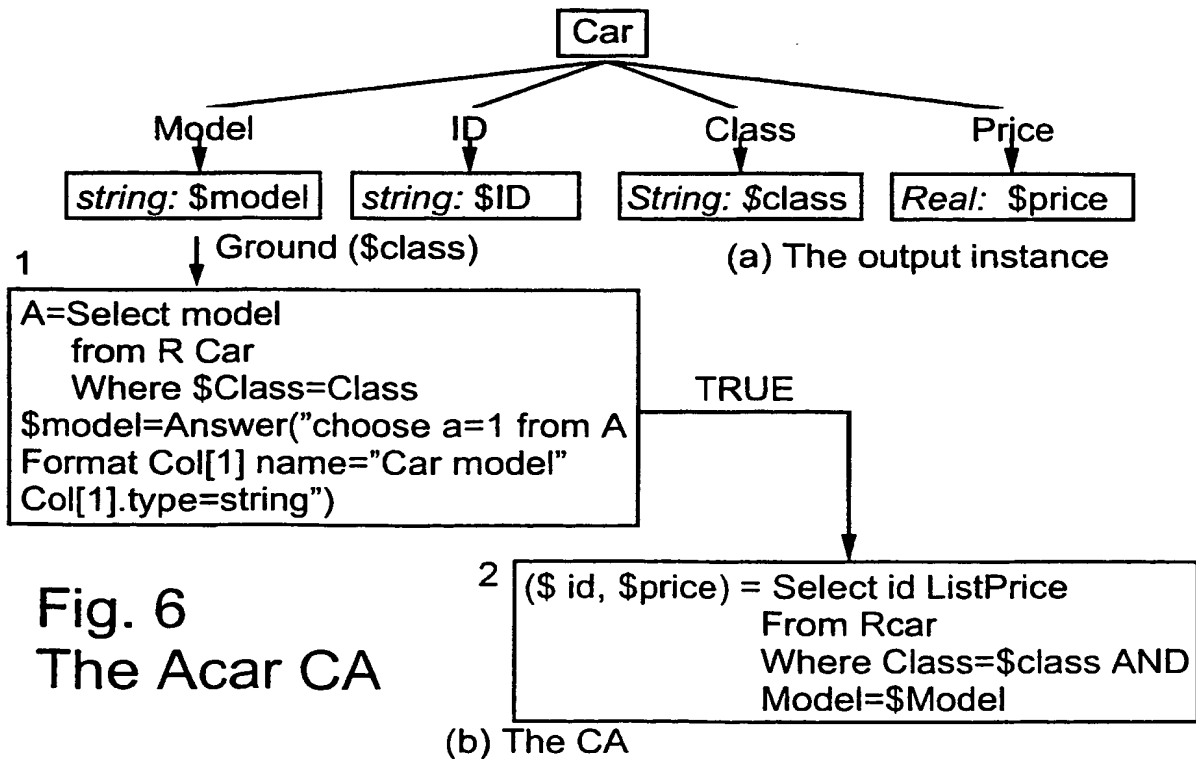 Car
Model ID Class Price
string: $model string: $ID String: $class Real: $price
Ground ($class)
(a) The output instance
1
A=Select model
from R Car
Where $Class=Class
$model=Answer("choose a=1 from A
Format Col[1] name="Car model"
Col[1].type=string")
TRUE
2
($ id, $price) = Select id ListPrice
From Rcar
Where Class=$class AND
Model=$Model
Fig. 6
The Acar CA
(b) The CA